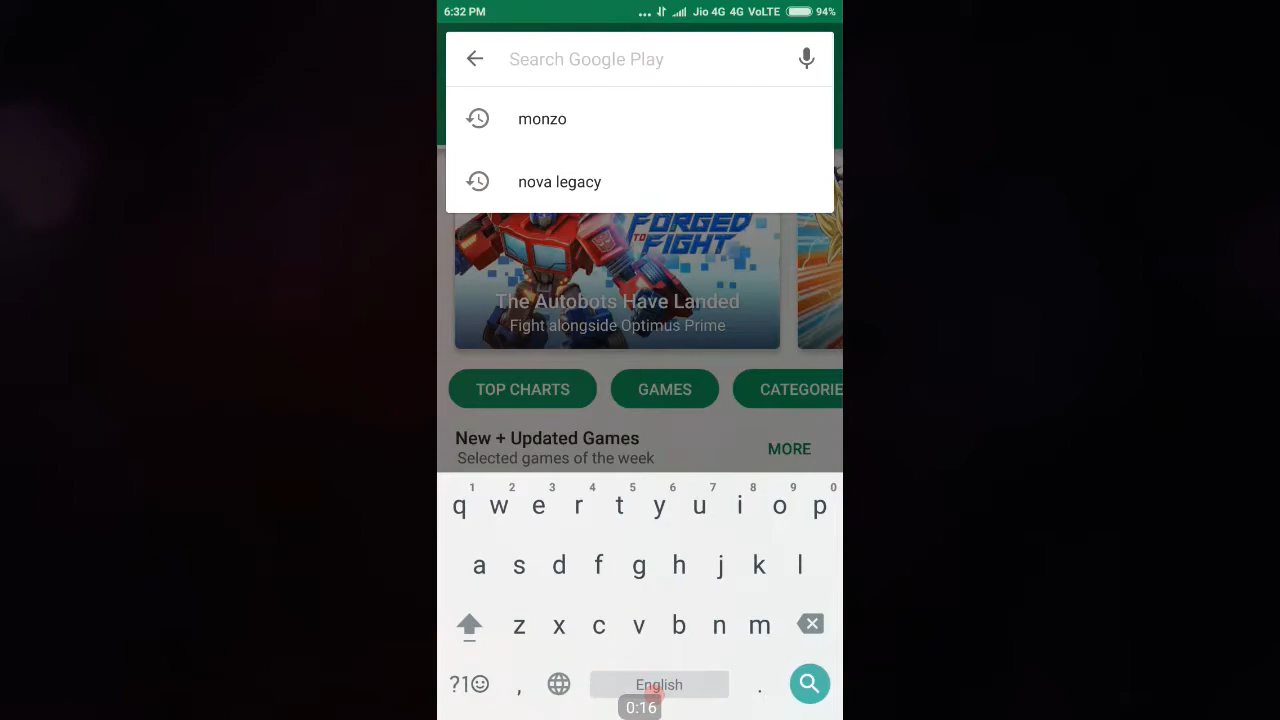 6:32 PM ... Jio 4G 4G VoLTE 94%
Search Google Play
monzo
nova legacy
FORGED
TO FIGHT
The Autobots Have Landed
Fight alongside Optimus Prime
TOP CHARTS GAMES CATEGORIE
New + Updated Games
MORE
Selected games of the week
1 2 3 4 5 6 7 8 9 0
q w e r t y u i o p
a s d f g h j k l
z x c v b n m
?1☺ , English .
0:16